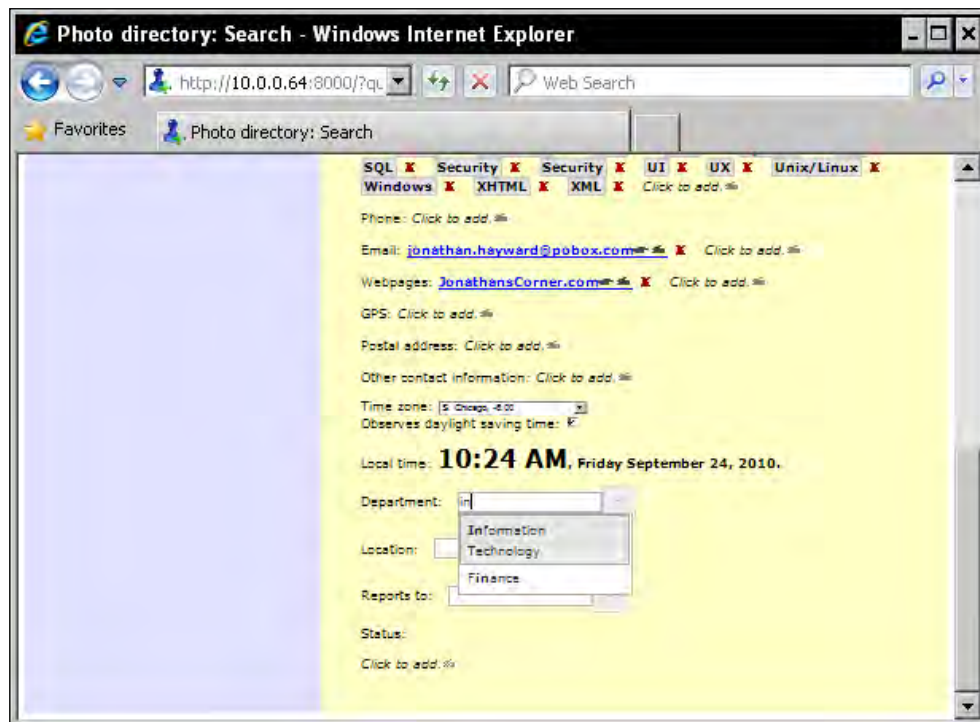 Photo directory: Search - Windows Internet Explorer
http://10.0.0.64:8000/?qu
Web Search
Favorites
Photo directory: Search
SQL X Security X Security X UI X UX X Unix/Linux X
Windows X XHTML X XML X Click to add.
Phone: Click to add.
Email: jonathan.hayward@pobox.com X Click to add.
Webpages: JonathansCorner.com X Click to add.
GPS: Click to add.
Postal address: Click to add.
Other contact information: Click to add.
Time zone: S. Chicago, -6.00
Observes daylight saving time:
Local time: 10:24 AM, Friday September 24, 2010.
Department: in
Information
Technology
Location:
Finance
Reports to:
Status:
Click to add.